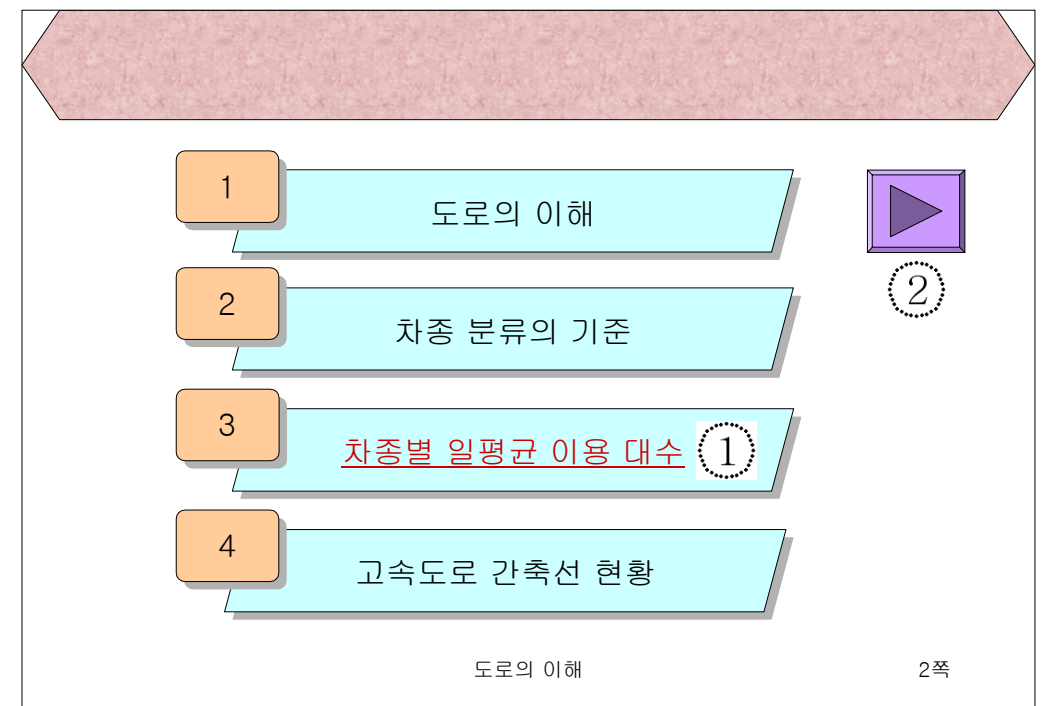 1
도로의 이해
2
차종 분류의 기준
3
차종별 일평균 이용 대수 ①
4
고속도로 간축선 현황
②
도로의 이해
2쪽